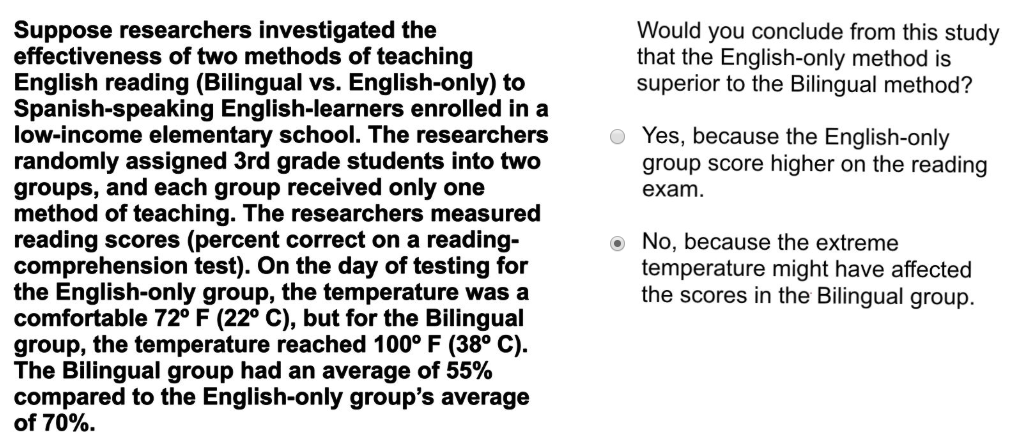 Suppose researchers investigated the
effectiveness of two methods of teaching
English reading (Bilingual vs. English-only) to
Spanish-speaking English-learners enrolled in a
low-income elementary school. The researchers
randomly assigned 3rd grade students into two
groups, and each group received only one
method of teaching. The researchers measured
reading scores (percent correct on a reading-
comprehension test). On the day of testing for
the English-only group, the temperature was a
comfortable 72º F (22º C), but for the Bilingual
group, the temperature reached 100º F (38º C).
The Bilingual group had an average of 55%
compared to the English-only group’s average
of 70%.
Would you conclude from this study
that the English-only method is
superior to the Bilingual method?
Yes, because the English-only
group score higher on the reading
exam.
No, because the extreme
temperature might have affected
the scores in the Bilingual group.